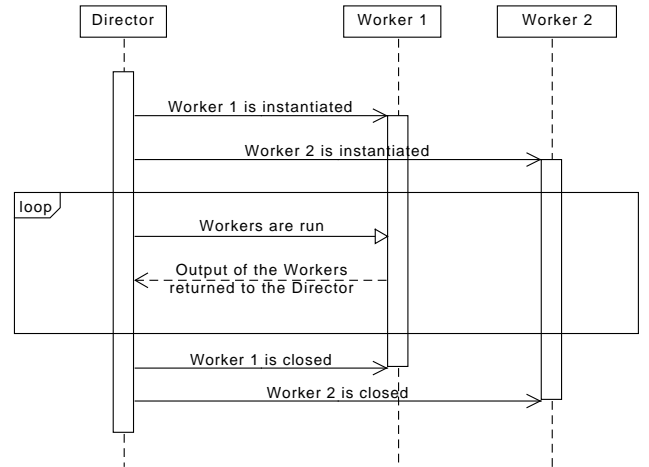 Director
Worker 1
Worker 2
Worker 1 is instantiated
Worker 2 is instantiated
loop
Workers are run
Output of the Workers
returned to the Director
Worker 1 is closed
Worker 2 is closed